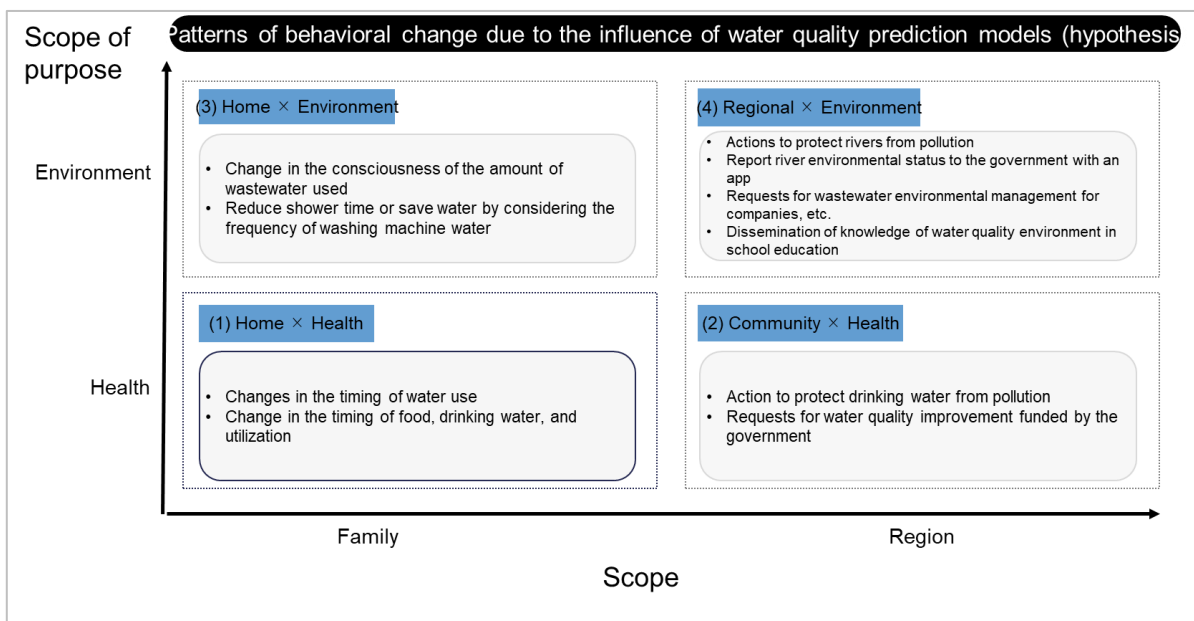 Scope of
purpose
Patterns of behavioral change due to the influence of water quality prediction models (hypothesis
(3) Home × Environment
(4) Regional × Environment
Environment
• Change in the consciousness of the amount of
wastewater used
• Reduce shower time or save water by considering the
frequency of washing machine water
• Actions to protect rivers from pollution
• Report river environmental status to the government with an
app
• Requests for wastewater environmental management for
companies, etc.
• Dissemination of knowledge of water quality environment in
school education
(1) Home × Health
(2) Community × Health
Health
• Changes in the timing of water use
• Change in the timing of food, drinking water, and
utilization
• Action to protect drinking water from pollution
• Requests for water quality improvement funded by the
government
Family
Region
Scope